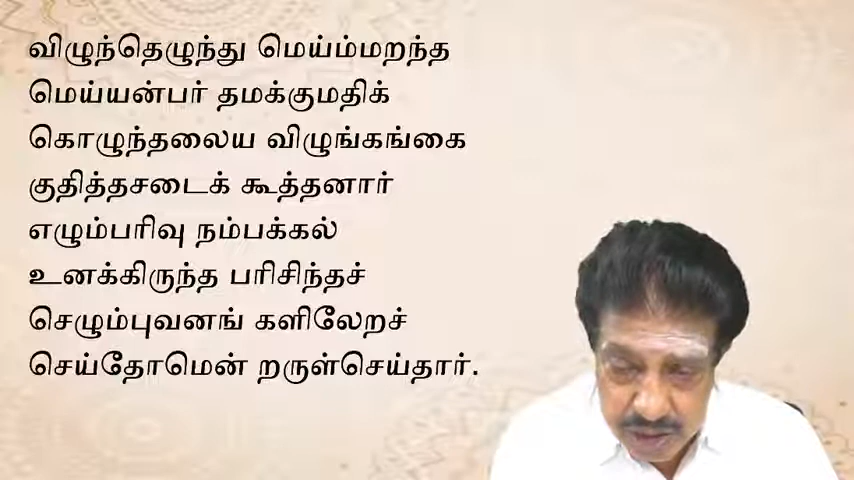 விழுந்தெழுந்து மெய்ம்மறந்த
மெய்யன்பர் தமக்குமதிக்
கொழுந்தலைய விழுங்கங்கை
குதித்தசடைக் கூத்தனார்
எழும்பரிவு நம்பக்கல்
உனக்கிருந்த பரிசிந்தச்
செழும்புவனங் களிலேறச்
செய்தோமென் றருள்செய்தார்.